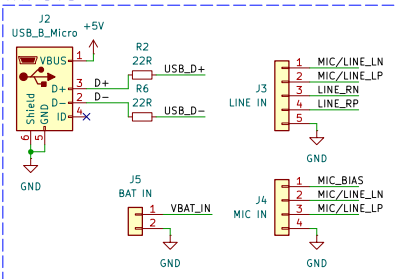 J2
USB_B_Micro
+5V
VBUS 1
R2
22R
USB_D+
D+ 3 D+
D- 2 D-
R6
22R
USB_D-
ID 4
Shield
GND
6
5
GND
J3
LINE IN
1 MIC/LINE_LN
2 MIC/LINE_LP
3 LINE_RN
4 LINE_RP
5
GND
J5
BAT IN
1 VBAT_IN
2
GND
J4
MIC IN
1 MIC_BIAS
2 MIC/LINE_LN
3 MIC/LINE_LP
4
GND